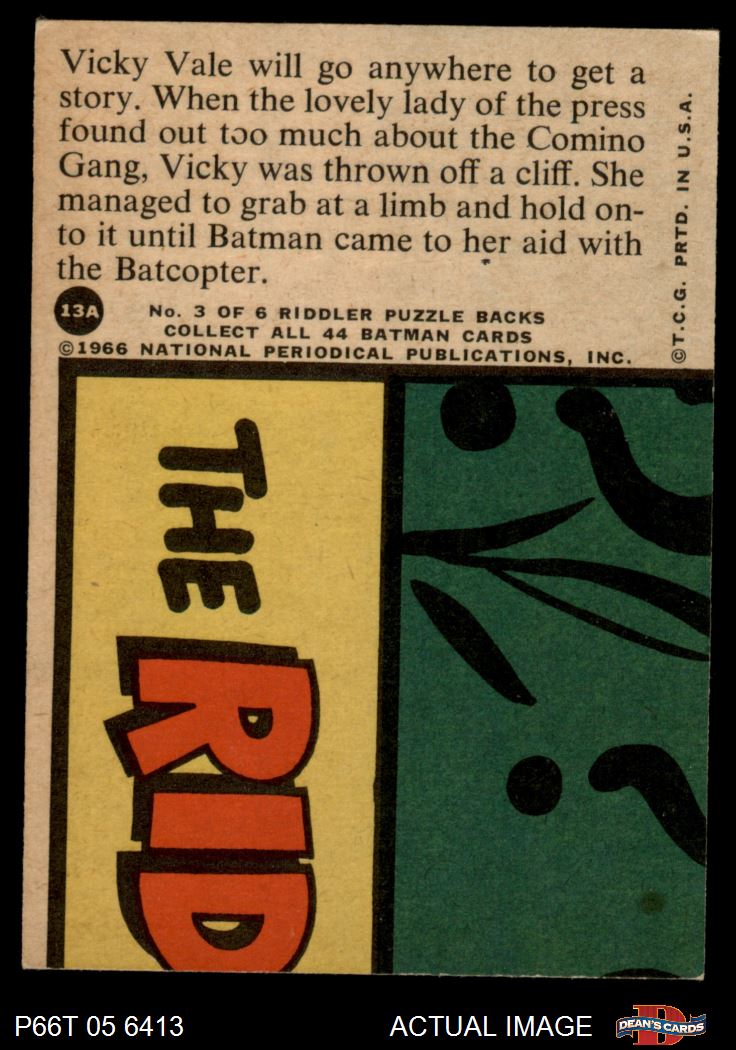 Vicky Vale will go anywhere to get a
story. When the lovely lady of the press
found out too much about the Comino
Gang, Vicky was thrown off a cliff. She
managed to grab at a limb and hold on-
to it until Batman came to her aid with
the Batcopter.
13A
No. 3 OF 6 RIDDLER PUZZLE BACKS
COLLECT ALL 44 BATMAN CARDS
©1966 NATIONAL PERIODICAL PUBLICATIONS, INC.
©T.C.G. PRTD. IN U.S.A.
THE
RID
P66T 05 6413
ACTUAL IMAGE
D
DEAN'S CARDS